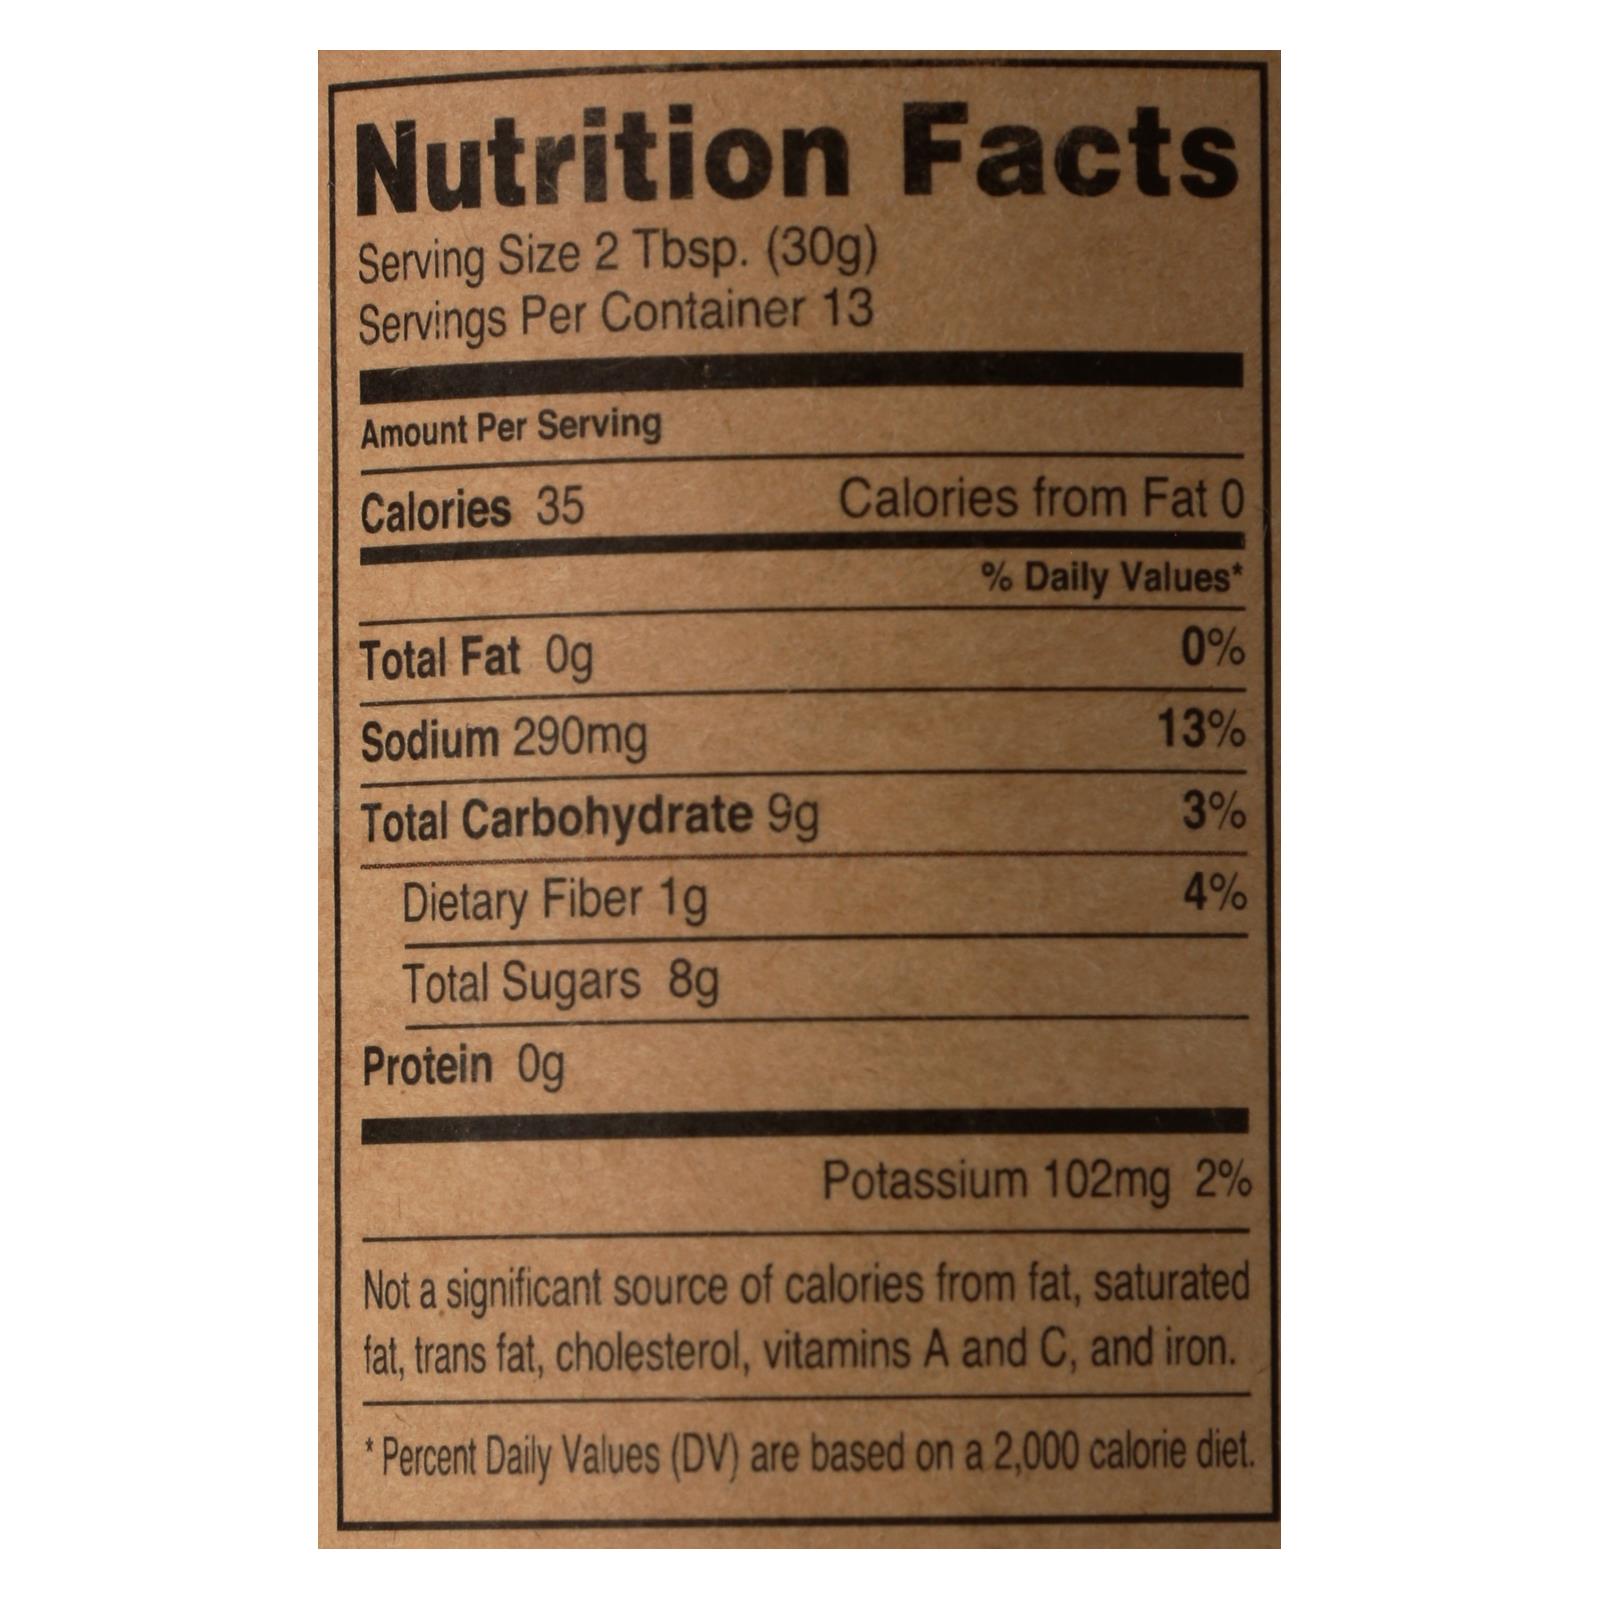 Nutrition Facts
Serving Size 2 Tbsp. (30g)
Servings Per Container 13
Amount Per Serving
Calories 35 Calories from Fat 0
% Daily Values*
Total Fat 0g 0%
Sodium 290mg 13%
Total Carbohydrate 9g 3%
Dietary Fiber 1g 4%
Total Sugars 8g
Protein 0g
Potassium 102mg 2%
Not a significant source of calories from fat, saturated
fat, trans fat, cholesterol, vitamins A and C, and iron.
* Percent Daily Values (DV) are based on a 2,000 calorie diet.